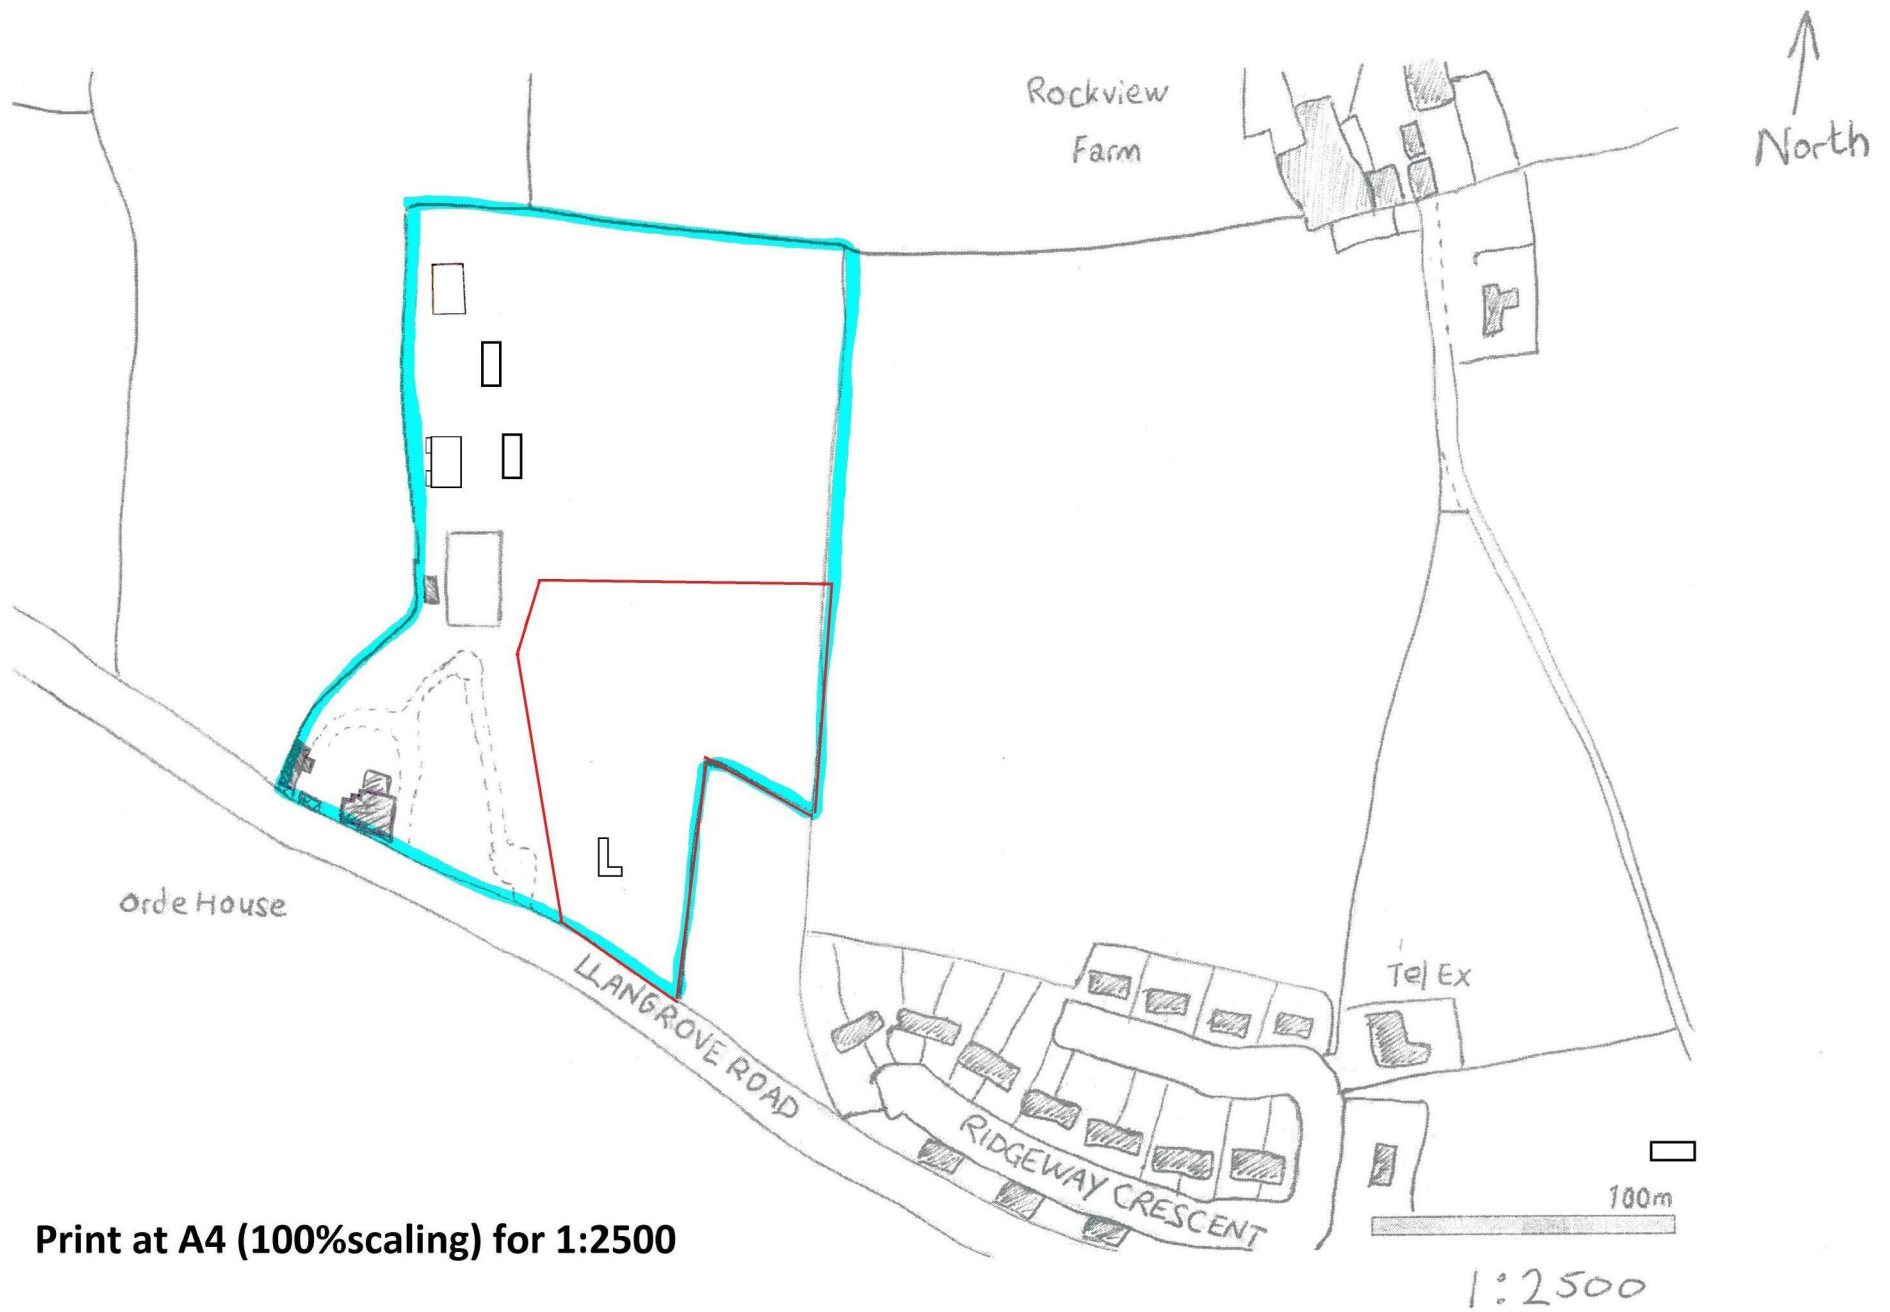 Rockview
Farm
North
Orde House
LLANGROVE ROAD
Tel Ex
RIDGEWAY CRESCENT
100m
Print at A4 (100%scaling) for 1:2500
1:2500